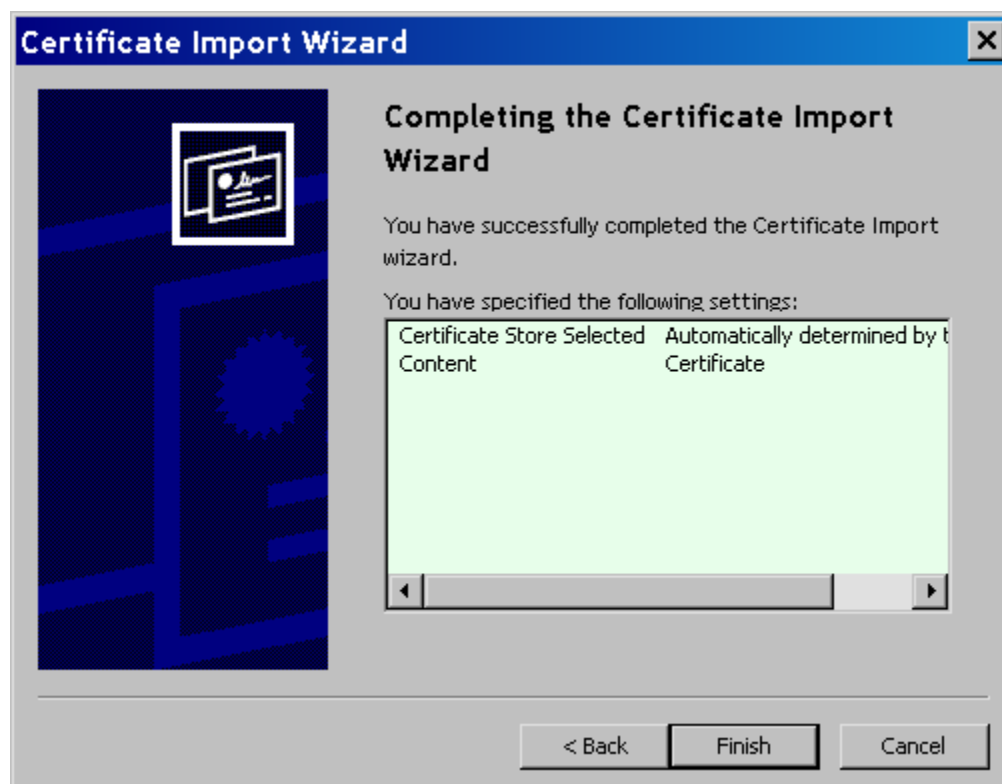 Certificate Import Wizard
Completing the Certificate Import
Wizard
You have successfully completed the Certificate Import
wizard.
You have specified the following settings:
Certificate Store Selected Automatically determined by t
Content Certificate
< Back Finish Cancel